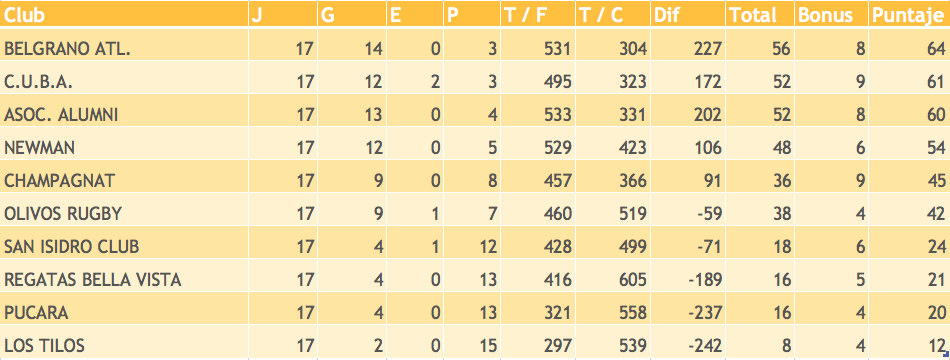 Club J G E P T / F T / C Dif Total Bonus Puntaje
BELGRANO ATL. 17 14 0 3 531 304 227 56 8 64
C.U.B.A. 17 12 2 3 495 323 172 52 9 61
ASOC. ALUMNI 17 13 0 4 533 331 202 52 8 60
NEWMAN 17 12 0 5 529 423 106 48 6 54
CHAMPAGNAT 17 9 0 8 457 366 91 36 9 45
OLIVOS RUGBY 17 9 1 7 460 519 -59 38 4 42
SAN ISIDRO CLUB 17 4 1 12 428 499 -71 18 6 24
REGATAS BELLA VISTA 17 4 0 13 416 605 -189 16 5 21
PUCARA 17 4 0 13 321 558 -237 16 4 20
LOS TILOS 17 2 0 15 297 539 -242 8 4 12